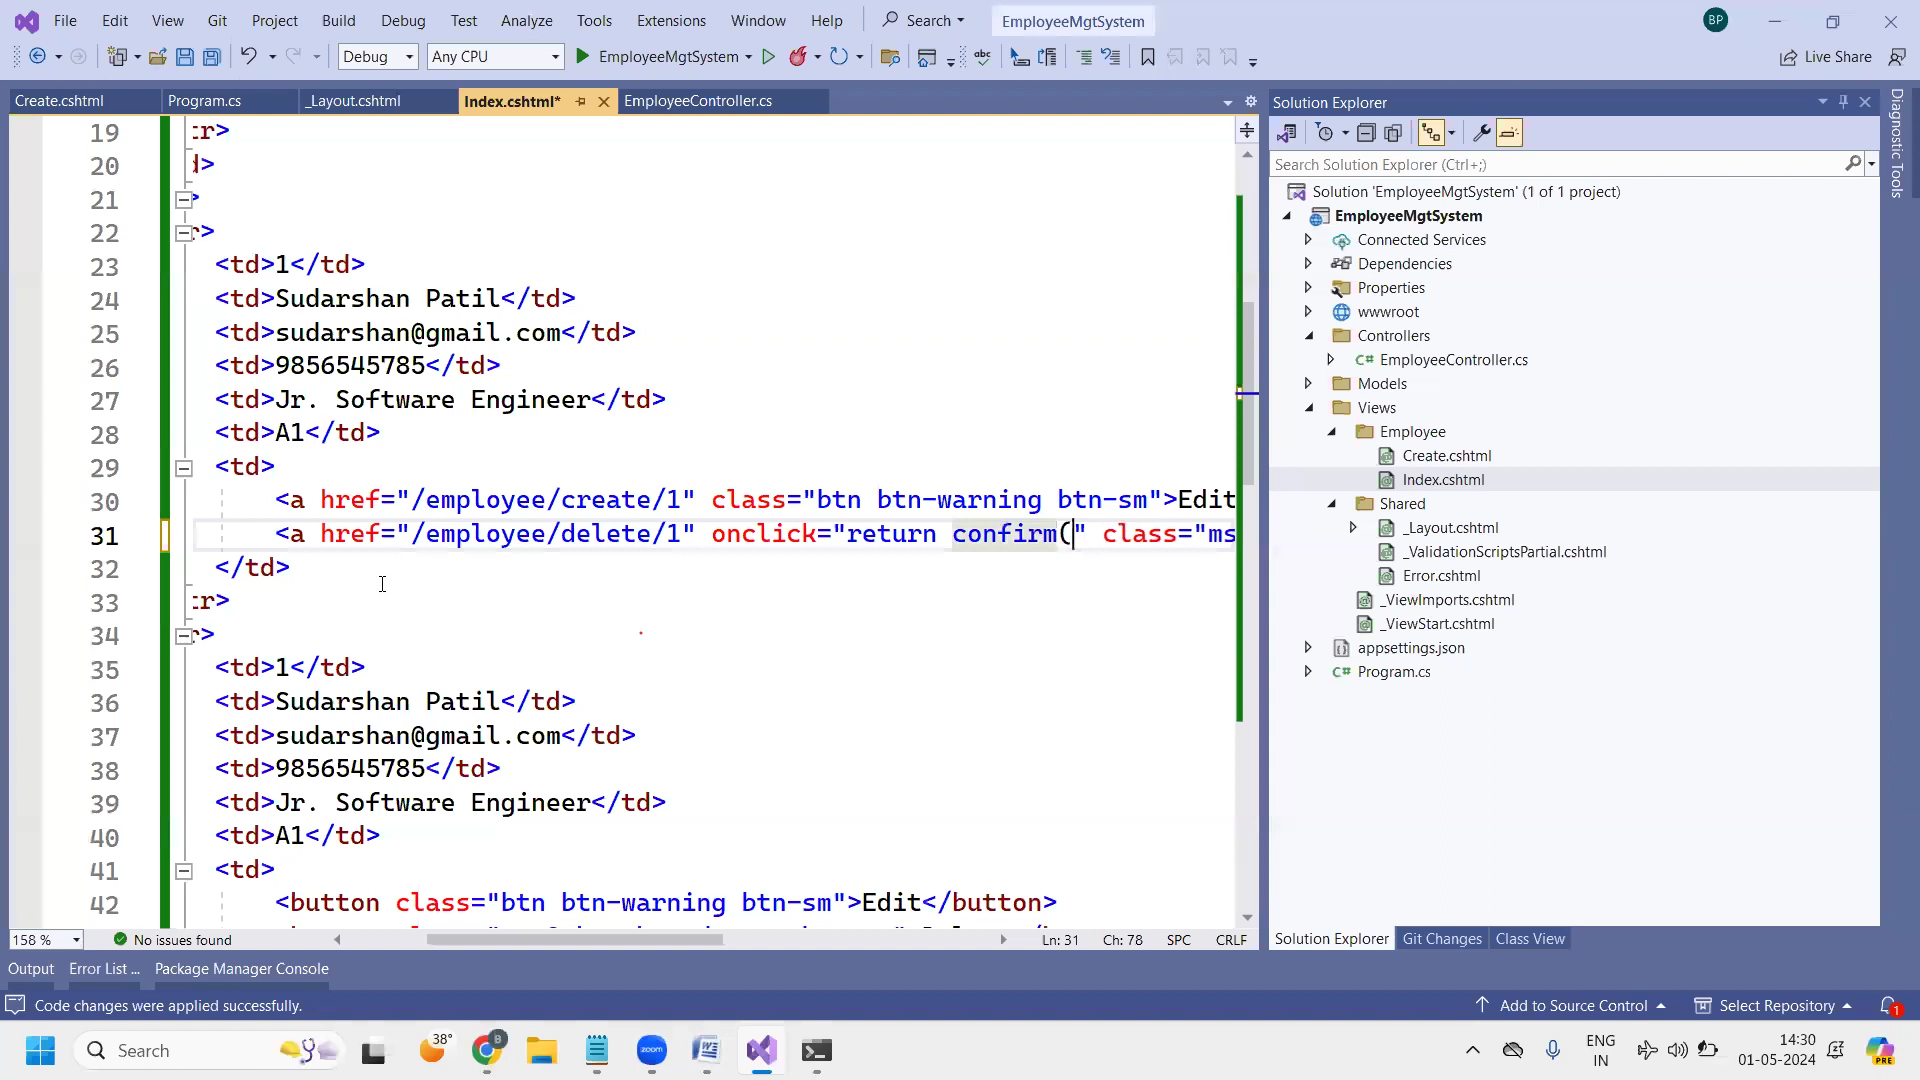 File Edit View Git Project Build Debug Test Analyze Tools Extensions Window Help Search EmployeeMgtSystem BP
Debug Any CPU EmployeeMgtSystem Live Share
Create.cshtml Program.cs _Layout.cshtml Index.cshtml* EmployeeController.cs
19 tr>
20 >
21 >
22 r>
23 <td>1</td>
24 <td>Sudarshan Patil</td>
25 <td>sudarshan@gmail.com</td>
26 <td>9856545785</td>
27 <td>Jr. Software Engineer</td>
28 <td>A1</td>
29 <td>
30 <a href="/employee/create/1" class="btn btn-warning btn-sm">Edit
31 <a href="/employee/delete/1" onclick="return confirm(" class="ms
32 </td>
33 tr>
34 r>
35 <td>1</td>
36 <td>Sudarshan Patil</td>
37 <td>sudarshan@gmail.com</td>
38 <td>9856545785</td>
39 <td>Jr. Software Engineer</td>
40 <td>A1</td>
41 <td>
42 <button class="btn btn-warning btn-sm">Edit</button>
158 % No issues found Ln: 31 Ch: 78 SPC CRLF
Solution Explorer
Search Solution Explorer (Ctrl+;)
Solution 'EmployeeMgtSystem' (1 of 1 project)
EmployeeMgtSystem
Connected Services
Dependencies
Properties
wwwroot
Controllers
C# EmployeeController.cs
Models
Views
Employee
Create.cshtml
Index.cshtml
Shared
_Layout.cshtml
_ValidationScriptsPartial.cshtml
Error.cshtml
_ViewImports.cshtml
_ViewStart.cshtml
appsettings.json
C# Program.cs
Solution Explorer Git Changes Class View
Diagnostic Tools
Output Error List ... Package Manager Console
Code changes were applied successfully. Add to Source Control Select Repository 1
Search 38° B zoom ENG IN 14:30 01-05-2024 PRE